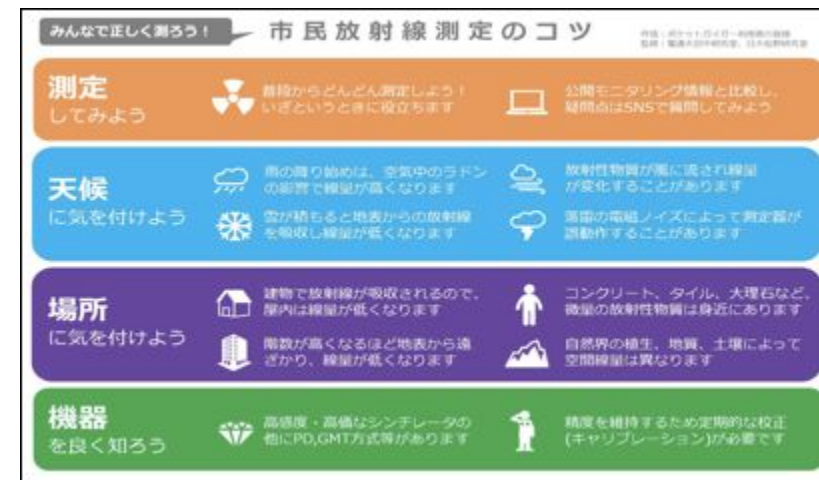 みんなで正しく測ろう！
市民放射線測定のコツ
測定
してみよう
普段からどんどん測定しよう！
いざというときに役立ちます
公開モニタリング情報と比較し、
疑問点はSNSで質問してみよう
天候
に気を付けよう
雨の降り始めは、空気中のラドン
の影響で線量が高くなります
放射性物質が風に流され線量
が変化することがあります
雪が積もると地表からの放射線
を吸収し線量が低くなります
落雷の電磁ノイズによって測定器が
誤動作することがあります
場所
に気を付けよう
建物で放射線が吸収されるので、
屋内は線量が低くなります
コンクリート、タイル、大理石など、
微量の放射性物質は身近にあります
階数が高くなるほど地表から遠
ざかり、線量が低くなります
自然界の植生、地質、土壌によって
空間線量は異なります
機器
を良く知ろう
高感度・高価なシンチレータの
他にPD,GMT方式等があります
精度を維持するため定期的な校正
(キャリブレーション)が必要です